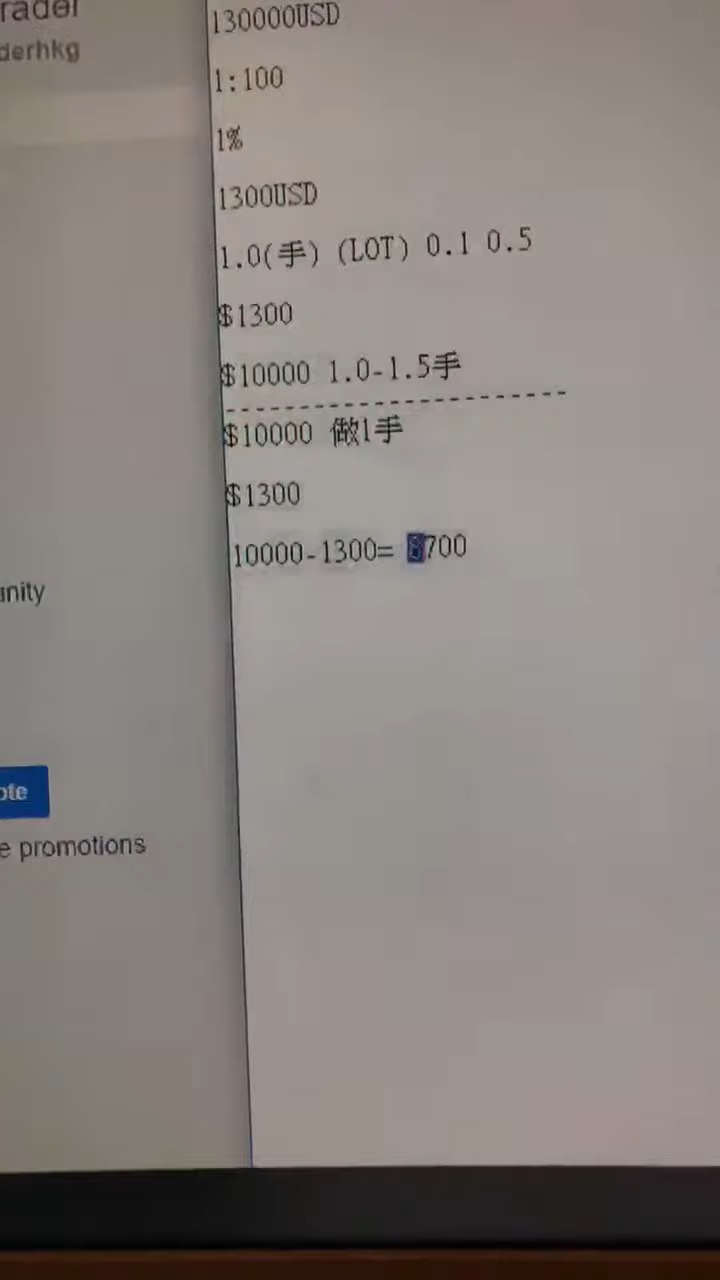 rader
derhkg
130000USD
1:100
1%
1300USD
1.0(手) (LOT) 0.1 0.5
$1300
$10000 1.0-1.5手
----------------------
$10000 做1手
$1300
10000-1300= 8700
unity
ote
e promotions